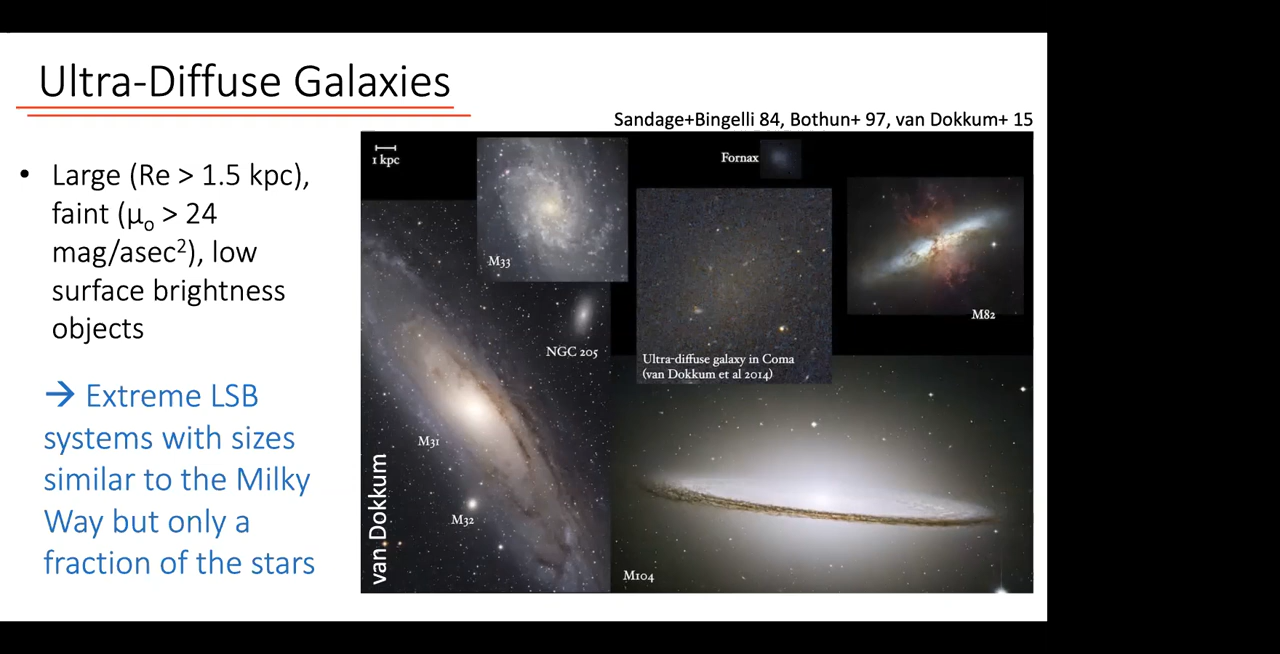 Ultra-Diffuse Galaxies
Sandage+Bingelli 84, Bothun+ 97, van Dokkum+ 15
• Large (Re > 1.5 kpc),
faint (μₒ > 24
mag/asec²), low
surface brightness
objects
→ Extreme LSB
systems with sizes
similar to the Milky
Way but only a
fraction of the stars
1 kpc
M33
Fornax
M82
NGC 205
Ultra-diffuse galaxy in Coma
(van Dokkum et al 2014)
M31
M32
M104
van Dokkum